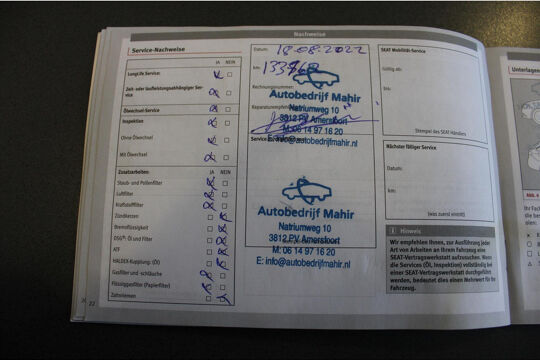 Nachweise
Service-Nachweise
JA NEIN
LongLife Service:
Zeit- oder laufleistungsabhängiger Ser-
vice
Ölwechsel-Service
Inspektion
Ohne Ölwechsel
Mit Ölwechsel
Zusatzarbeiten: JA NEIN
Staub- und Pollenfilter
Luftfilter
Kraftstofffilter
Zündkerzen
Bremsflüssigkeit
DSG®: Öl und Filter
ATF
HALDEX-Kupplung: (Öl)
Gasfilter und -schläuche
Flüssiggasfilter (Papierfilter)
Zahnriemen
22
Datum: 18.08.2022
km:
Rechnungsnummer:
Autobedrijf Mahir
Natriumweg 10
3812 PV Amersfoort
M: 06 14 97 16 20
E: info@autobedrijfmahir.nl
Autobedrijf Mahir
Natriumweg 10
3812 PV Amersfoort
M: 06 14 97 16 20
E: info@autobedrijfmahir.nl
SEAT Mobilität-Service
Gültig ab:
km:
Stempel des SEAT Händlers
Nächster fälliger Service
Datum:
km:
(was zuerst eintritt)
Hinweis
Wir empfehlen Ihnen, zur Ausführung jeder
Art von Arbeiten an Ihrem Fahrzeug eine
SEAT-Vertragswerkstatt aufzusuchen. Wenn
die Services (Öl, Inspektion) vollständig bei
einer SEAT-Vertragswerkstatt durchgeführt
werden, bedeutet dies einen Mehrwert für Ihr
Fahrzeug.
Unterlagen